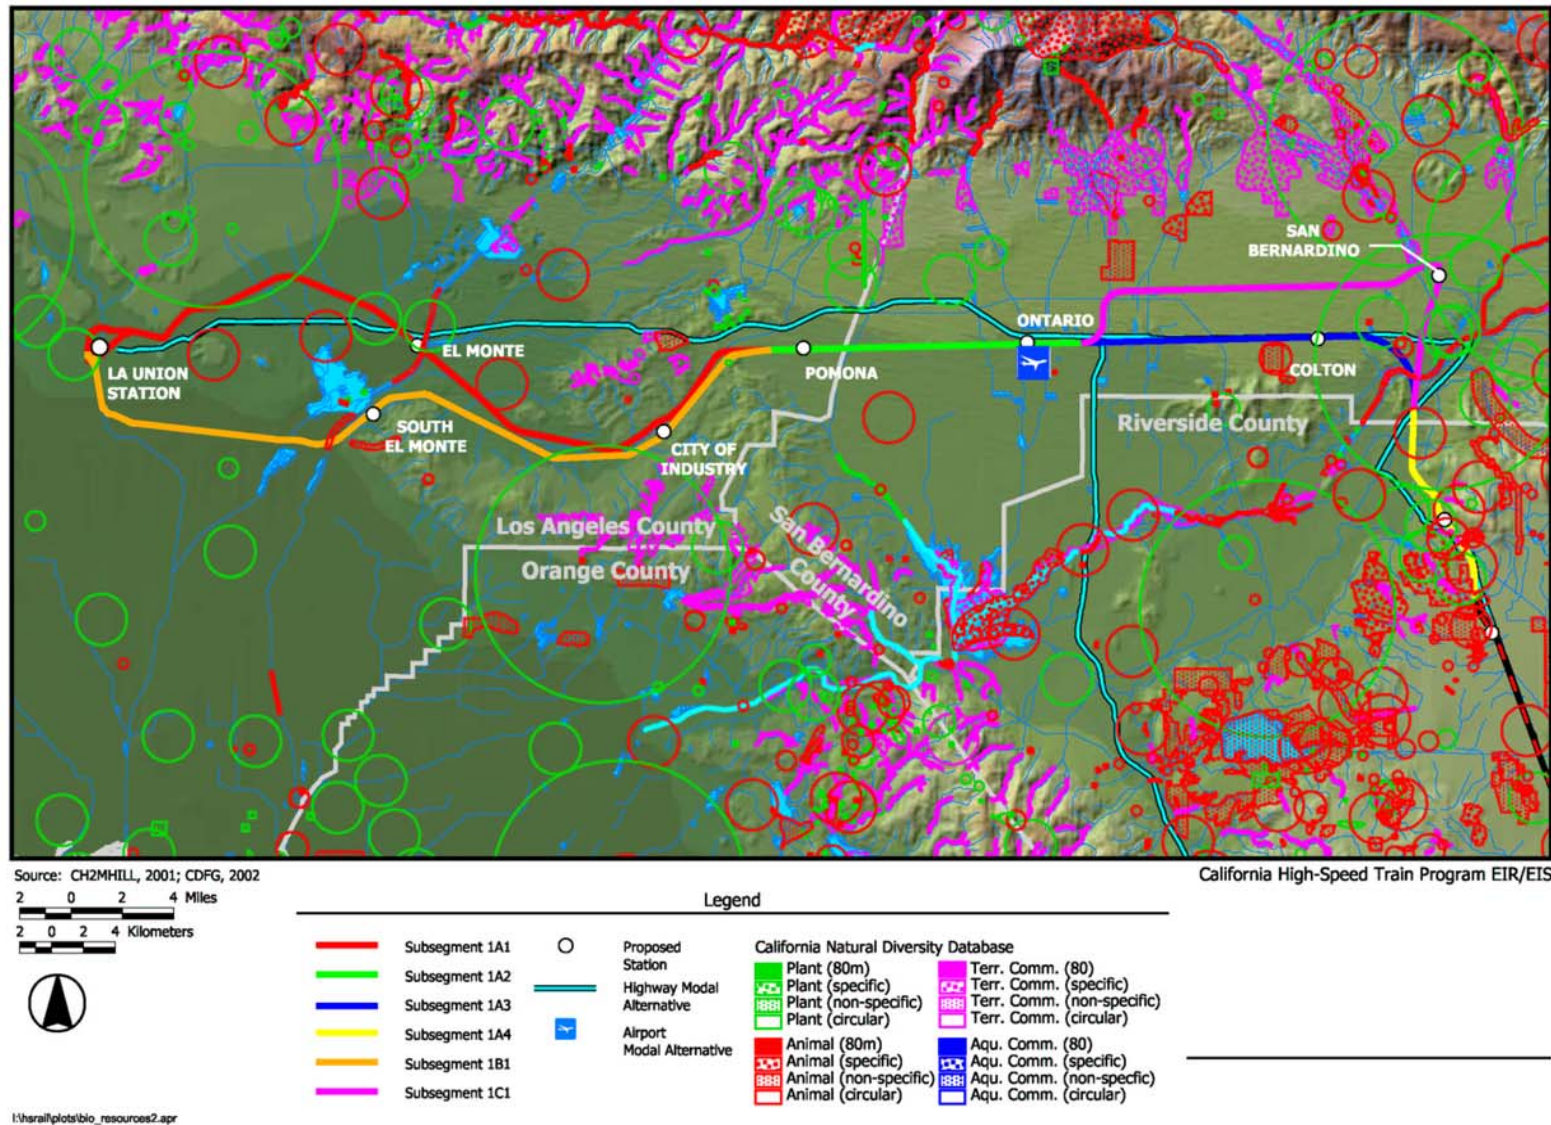 SAN
BERNARDINO
ONTARIO
EL MONTE
LA UNION
STATION
POMONA
COLTON
SOUTH
EL MONTE
CITY OF
INDUSTRY
Riverside County
Los Angeles County
Orange County
San Bernardino
County
Source: CH2MHILL, 2001; CDFG, 2002
California High-Speed Train Program EIR/EIS
2 0 2 4 Miles
2 0 2 4 Kilometers
Legend
Subsegment 1A1
Subsegment 1A2
Subsegment 1A3
Subsegment 1A4
Subsegment 1B1
Subsegment 1C1
Proposed
Station
Highway Modal
Alternative
Airport
Modal Alternative
California Natural Diversity Database
Plant (80m)
Plant (specific)
Plant (non-specific)
Plant (circular)
Animal (80m)
Animal (specific)
Animal (non-specific)
Animal (circular)
Terr. Comm. (80)
Terr. Comm. (specific)
Terr. Comm. (non-specific)
Terr. Comm. (circular)
Aqu. Comm. (80)
Aqu. Comm. (specific)
Aqu. Comm. (non-specific)
Aqu. Comm. (circular)
I:\hsrail\plots\bio_resources2.apr